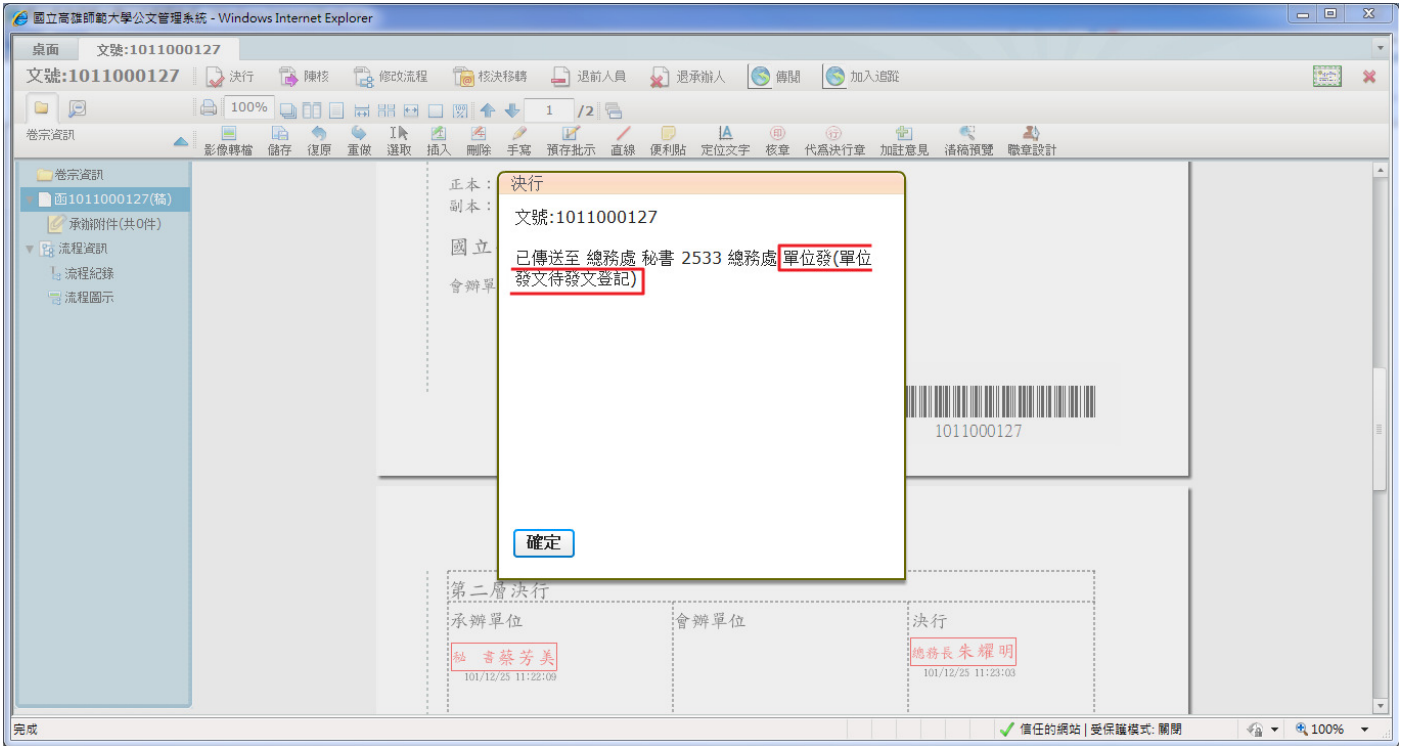 國立高雄師範大學公文管理系統 - Windows Internet Explorer
桌面 文號:1011000127
文號:1011000127 決行 陳核 修改流程 核決移轉 退前人員 退承辦人 傳閱 加入追蹤
100% 1 /2
卷宗資訊
影像轉檔 儲存 復原 重做 選取 插入 刪除 手寫 預存批示 直線 便利貼 定位文字 核章 代為決行章 加註意見 清稿預覽 職章設計
卷宗資訊
函1011000127(稿)
承辦附件(共0件)
流程資訊
流程紀錄
流程圖示
正本：
副本：
國立
會辦單
決行
文號:1011000127
已傳送至 總務處 秘書 2533 總務處 單位發(單位
發文待發文登記)
確定
1011000127
第二層決行
承辦單位 會辦單位 決行
秘 書蔡芳美 總務長朱耀明
101/12/25 11:22:09 101/12/25 11:23:03
完成 信任的網站 | 受保護模式: 關閉 100%